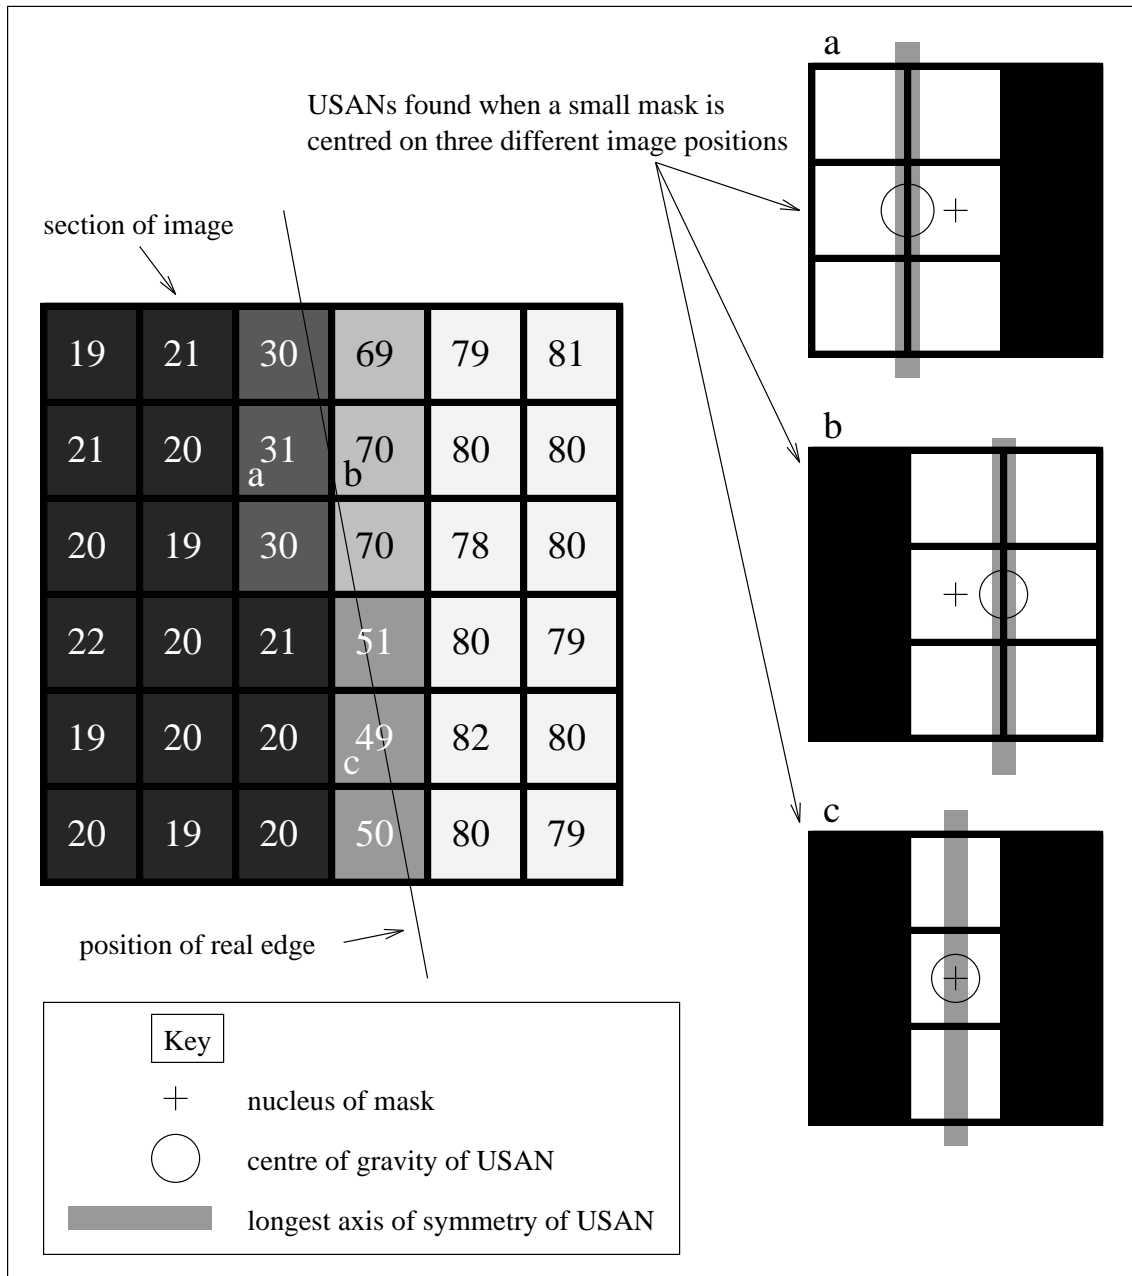 a
USANs found when a small mask is
centred on three different image positions
section of image
19 21 30 69 79 81
21 20 31 70 80 80
a b
20 19 30 70 78 80
22 20 21 51 80 79
19 20 20 49 82 80
c
20 19 20 50 80 79
b
c
position of real edge
Key
nucleus of mask
centre of gravity of USAN
longest axis of symmetry of USAN